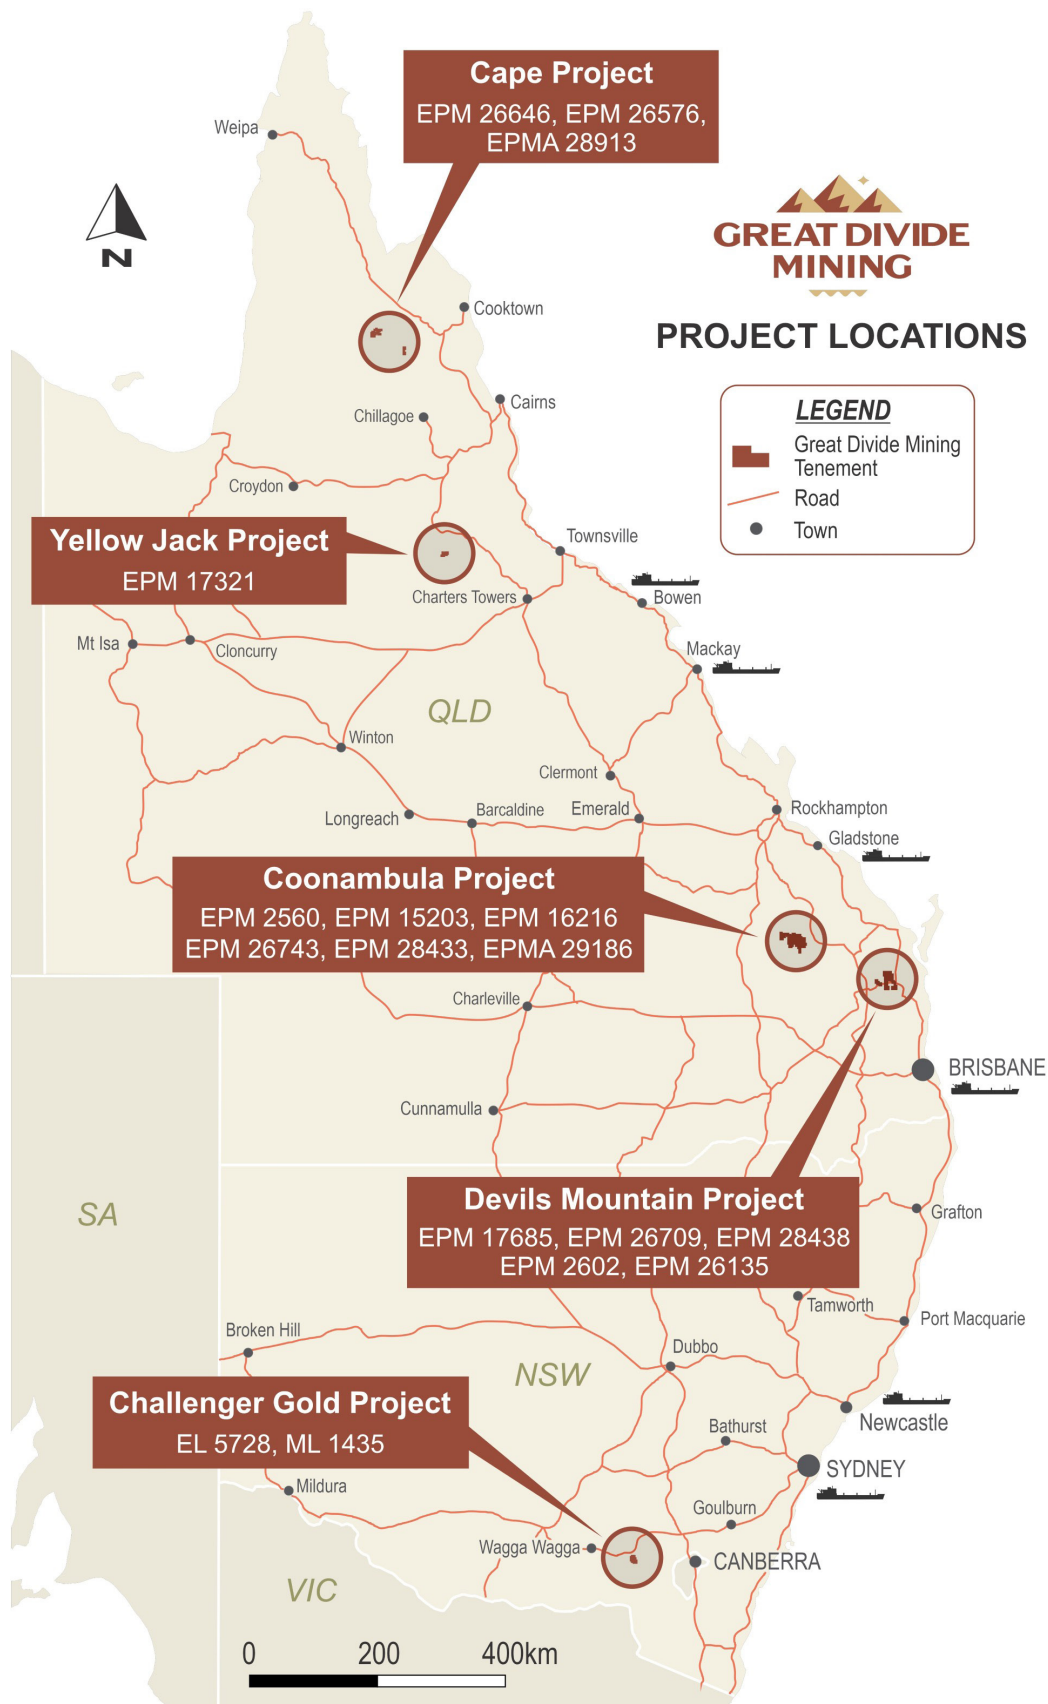 Cape Project
EPM 26646, EPM 26576,
EPMA 28913
Weipa
N
GREAT DIVIDE
MINING
PROJECT LOCATIONS
Cooktown
LEGEND
Great Divide Mining
Tenement
Road
Town
Cairns
Chillagoe
Croydon
Yellow Jack Project
EPM 17321
Townsville
Charters Towers
Bowen
Mt Isa
Cloncurry
Mackay
QLD
Winton
Clermont
Longreach
Barcaldine
Emerald
Rockhampton
Gladstone
Coonambula Project
EPM 2560, EPM 15203, EPM 16216
EPM 26743, EPM 28433, EPMA 29186
Charleville
BRISBANE
Cunnamulla
SA
Devils Mountain Project
EPM 17685, EPM 26709, EPM 28438
EPM 2602, EPM 26135
Grafton
Tamworth
Port Macquarie
Broken Hill
Dubbo
NSW
Challenger Gold Project
EL 5728, ML 1435
Newcastle
Bathurst
SYDNEY
Mildura
Goulburn
Wagga Wagga
CANBERRA
VIC
0 200 400km